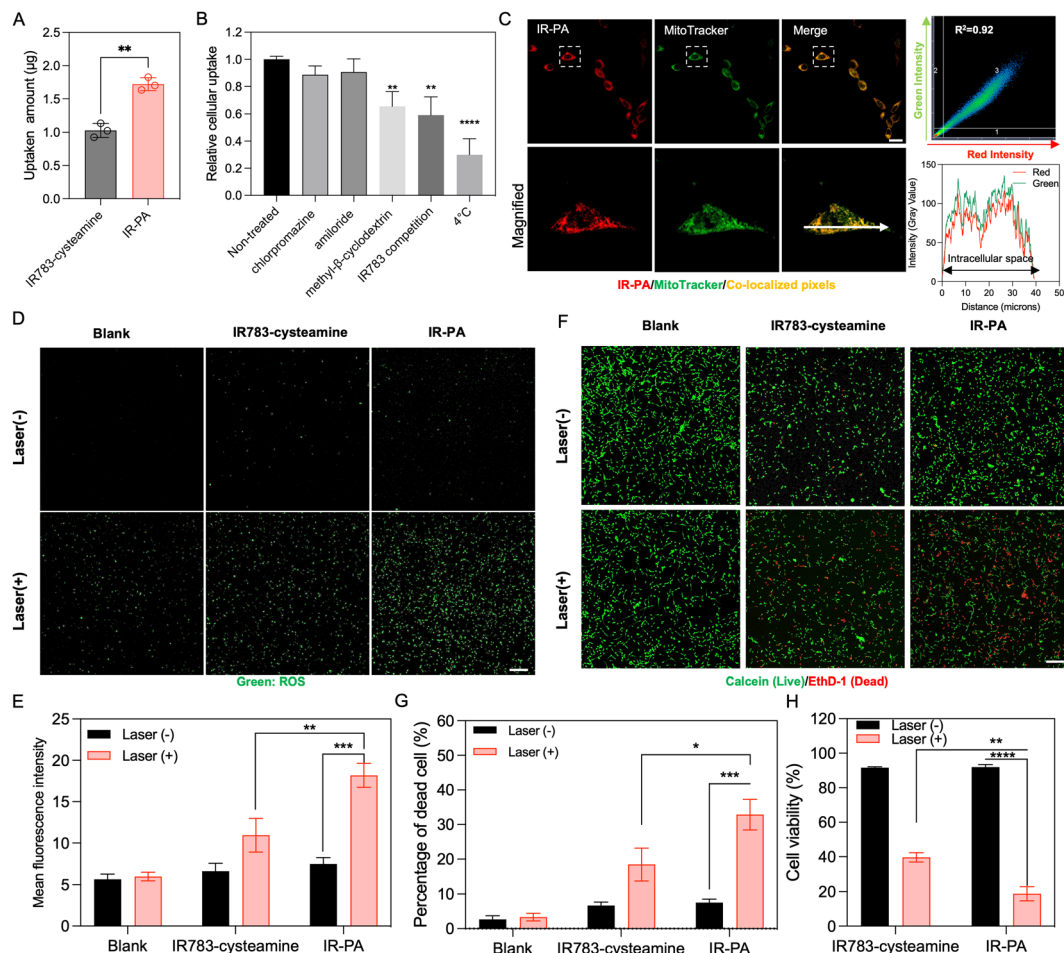 A
Uptaken amount (µg)
2.5
2.0
1.5
1.0
0.5
0.0
**
IR783-cysteamine
IR-PA
B
Relative cellular uptake
1.4
1.2
1.0
0.8
0.6
0.4
0.2
0.0
**
**
****
Non-treated
chlorpromazine
amiloride
methyl-β-cyclodextrin
IR783 competition
4°C
C
IR-PA
MitoTracker
Merge
Magnified
IR-PA/MitoTracker/Co-localized pixels
Green Intensity
R²=0.92
2
3
1
Red Intensity
Intensity (Gray Value)
150
100
50
0
Red
Green
Intracellular space
0 10 20 30 40 50
Distance (microns)
D
Blank
IR783-cysteamine
IR-PA
Laser(-)
Laser(+)
Green: ROS
F
Blank
IR783-cysteamine
IR-PA
Laser(-)
Laser(+)
Calcein (Live)/EthD-1 (Dead)
E
Mean fluorescence intensity
25
20
15
10
5
0
Laser (-)
Laser (+)
**
***
Blank
IR783-cysteamine
IR-PA
G
Percentage of dead cell (%)
60
50
40
30
20
10
0
Laser (-)
Laser (+)
*
***
Blank
IR783-cysteamine
IR-PA
H
Cell viability (%)
120
100
80
60
40
20
0
Laser (-)
Laser (+)
**
****
IR783-cysteamine
IR-PA